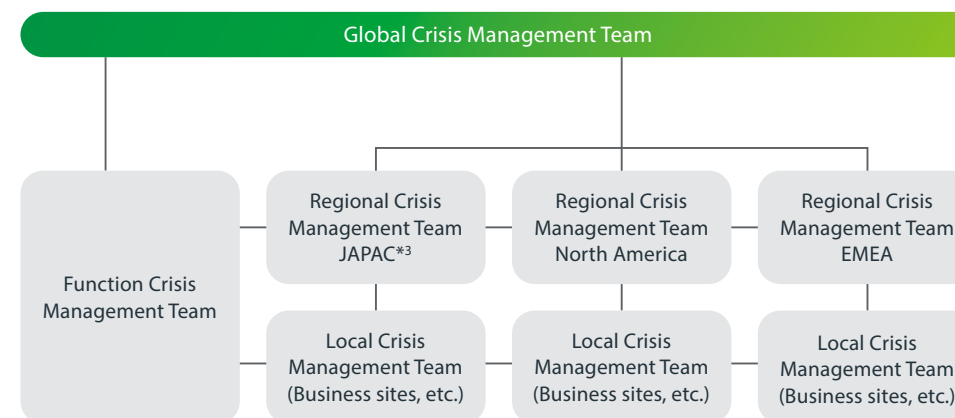 Global Crisis Management Team
Function Crisis
Management Team
Regional Crisis
Management Team
JAPAC*3
Regional Crisis
Management Team
North America
Regional Crisis
Management Team
EMEA
Local Crisis
Management Team
(Business sites, etc.)
Local Crisis
Management Team
(Business sites, etc.)
Local Crisis
Management Team
(Business sites, etc.)